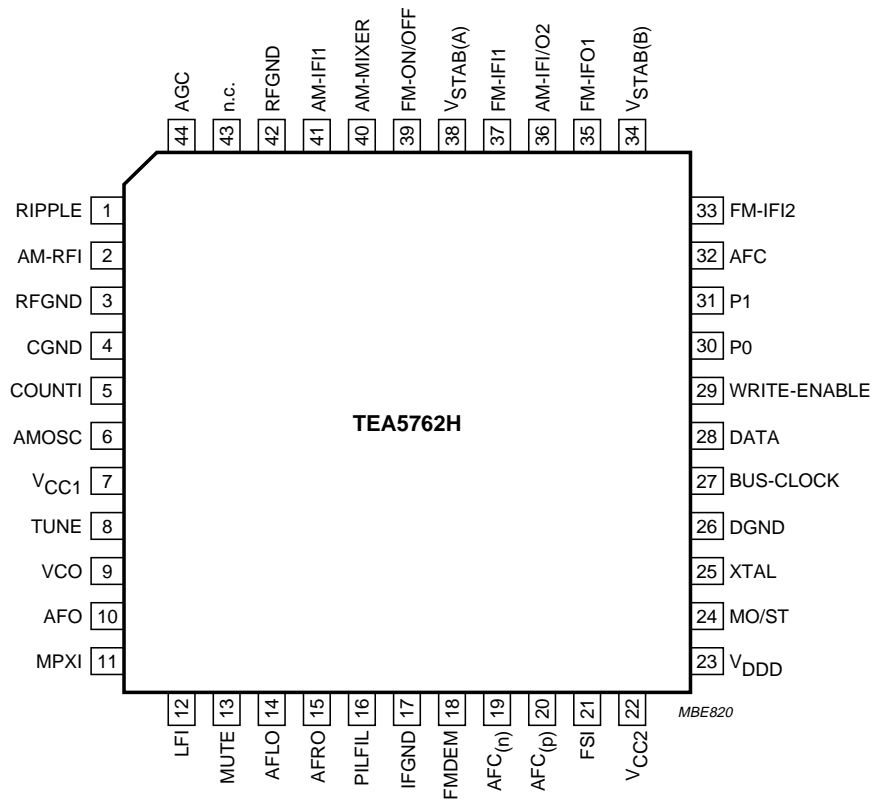 AGC
n.c.
RFGND
AM-IFI1
AM-MIXER
FM-ON/OFF
VSTAB(A)
FM-IFI1
AM-IFI/O2
FM-IFO1
VSTAB(B)
44
43
42
41
40
39
38
37
36
35
34
RIPPLE 1
AM-RFI 2
RFGND 3
CGND 4
COUNTI 5
AMOSC 6
VCC1 7
TUNE 8
VCO 9
AFO 10
MPXI 11
TEA5762H
33 FM-IFI2
32 AFC
31 P1
30 P0
29 WRITE-ENABLE
28 DATA
27 BUS-CLOCK
26 DGND
25 XTAL
24 MO/ST
23 VDDD
12
13
14
15
16
17
18
19
20
21
22
LFI
MUTE
AFLO
AFRO
PILFIL
IFGND
FMDEM
AFC(n)
AFC(p)
FSI
VCC2
MBE820